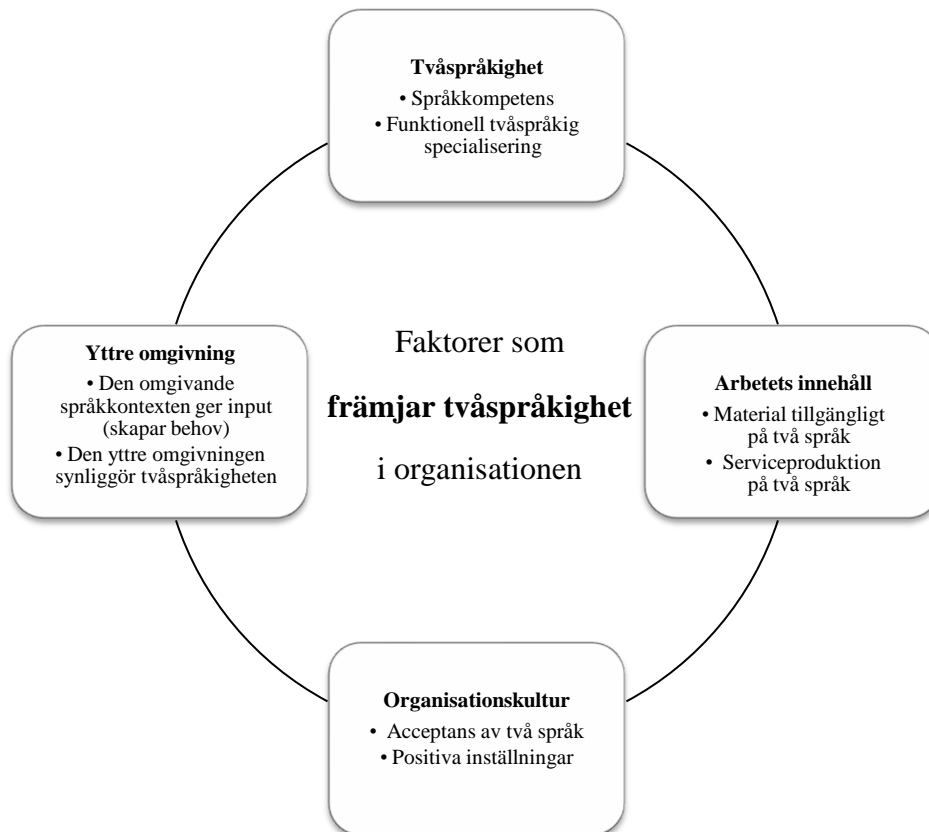 Tvåspråkighet
• Språkkompetens
• Funktionell tvåspråkig
specialisering
Yttre omgivning
• Den omgivande
språkkontexten ger input
(skapar behov)
• Den yttre omgivningen
synliggör tvåspråkigheten
Faktorer som
främjar tvåspråkighet
i organisationen
Arbetets innehåll
• Material tillgängligt
på två språk
• Serviceproduktion
på två språk
Organisationskultur
• Acceptans av två språk
• Positiva inställningar